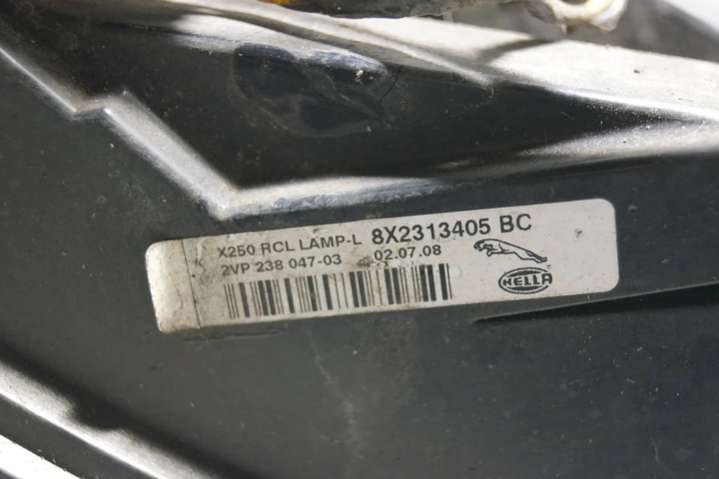 X250 RCL LAMP-L 8X2313405 BC
2VP 238 047-03 02.07.08
HELLA